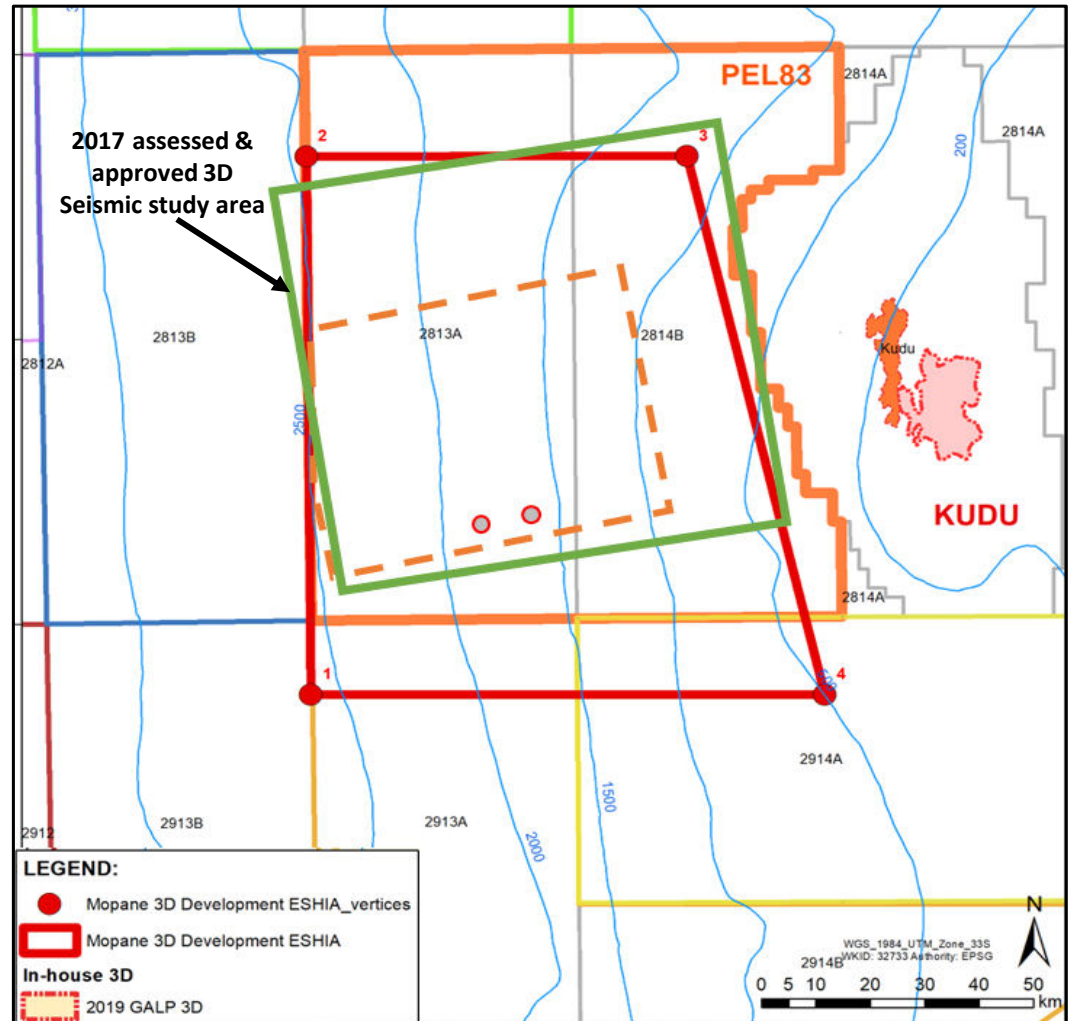 PEL83
2814A
2814A
200
2
3
2017 assessed &
approved 3D
Seismic study area
2813B
2813A
2814B
2812A
Kudu
2500
KUDU
2814A
1
4
500
2914A
1500
2913B
2913A
2912
2000
LEGEND:
Mopane 3D Development ESHIA_vertices
Mopane 3D Development ESHIA
In-house 3D
2019 GALP 3D
N
WGS_1984_UTM_Zone_33S
WKID: 32733 Authority: EPSG
2914B
0 5 10 20 30 40 50
km